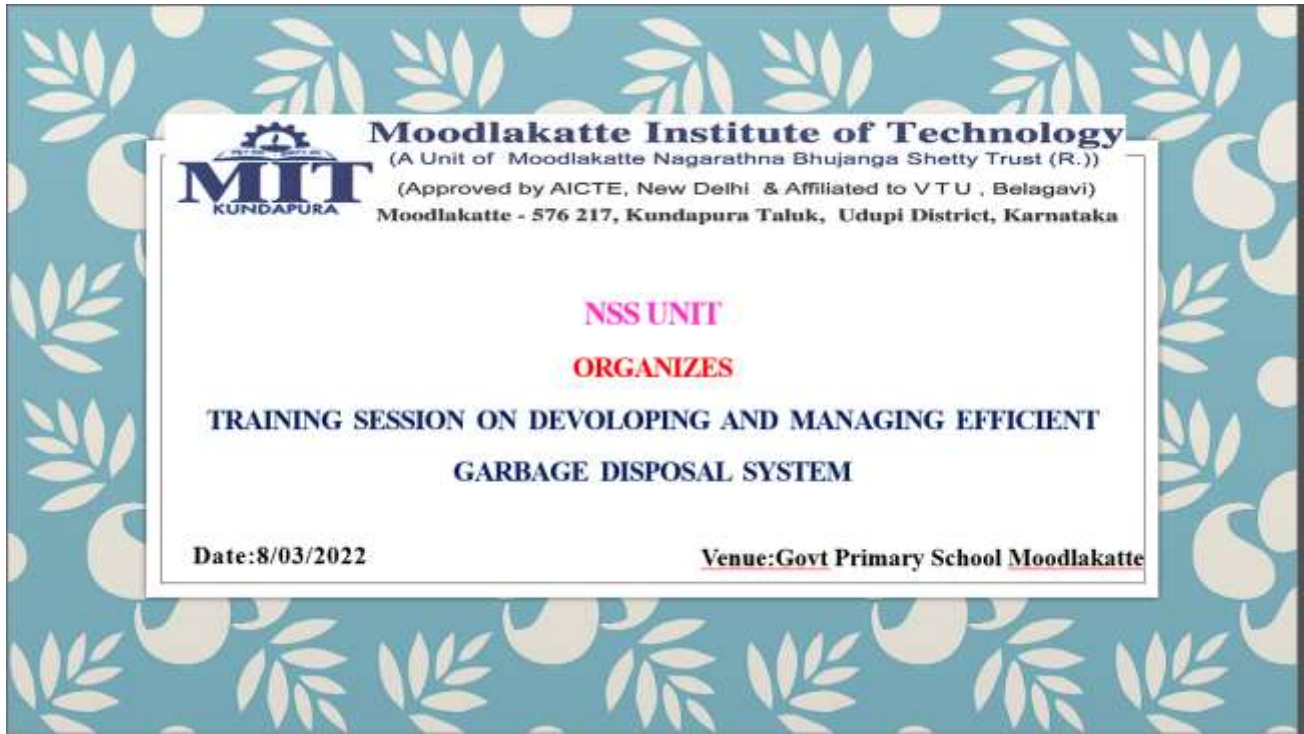 Moodlakatte Institute of Technology
(A Unit of Moodlakatte Nagarathna Bhujanga Shetty Trust (R.))
(Approved by AICTE, New Delhi & Affiliated to V T U , Belagavi)
Moodlakatte - 576 217, Kundapura Taluk, Udupi District, Karnataka
MIT
KUNDAPURA
NSS UNIT
ORGANIZES
TRAINING SESSION ON DEVOLOPING AND MANAGING EFFICIENT
GARBAGE DISPOSAL SYSTEM
Date:8/03/2022
Venue:Govt Primary School Moodlakatte